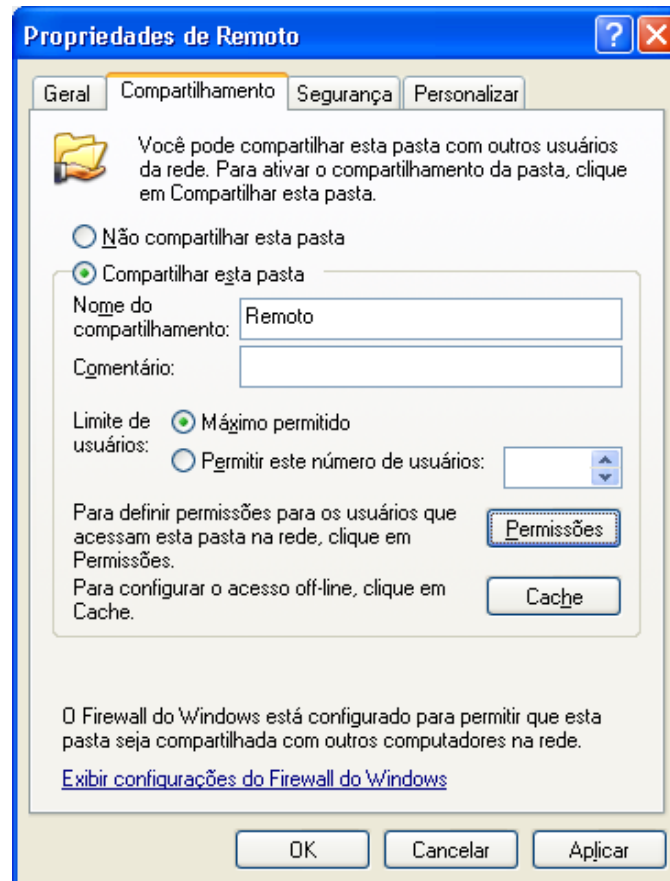 Propriedades de Remoto
Geral Compartilhamento Segurança Personalizar
Você pode compartilhar esta pasta com outros usuários
da rede. Para ativar o compartilhamento da pasta, clique
em Compartilhar esta pasta.
Não compartilhar esta pasta
Compartilhar esta pasta
Nome do
compartilhamento: Remoto
Comentário:
Limite de
usuários:
Máximo permitido
Permitir este número de usuários:
Para definir permissões para os usuários que
acessam esta pasta na rede, clique em
Permissões.
Permissões
Para configurar o acesso off-line, clique em
Cache.
Cache
O Firewall do Windows está configurado para permitir que esta
pasta seja compartilhada com outros computadores na rede.
Exibir configurações do Firewall do Windows
OK Cancelar Aplicar